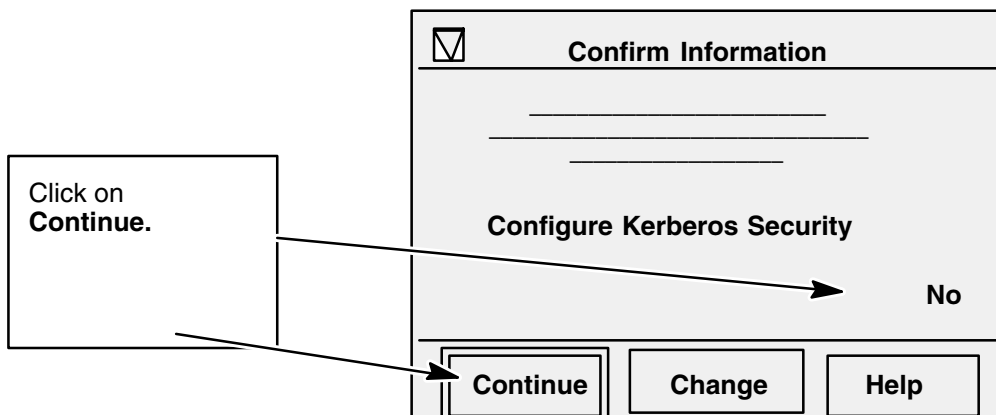 Confirm Information
Click on
Continue.
Configure Kerberos Security
No
Continue Change Help